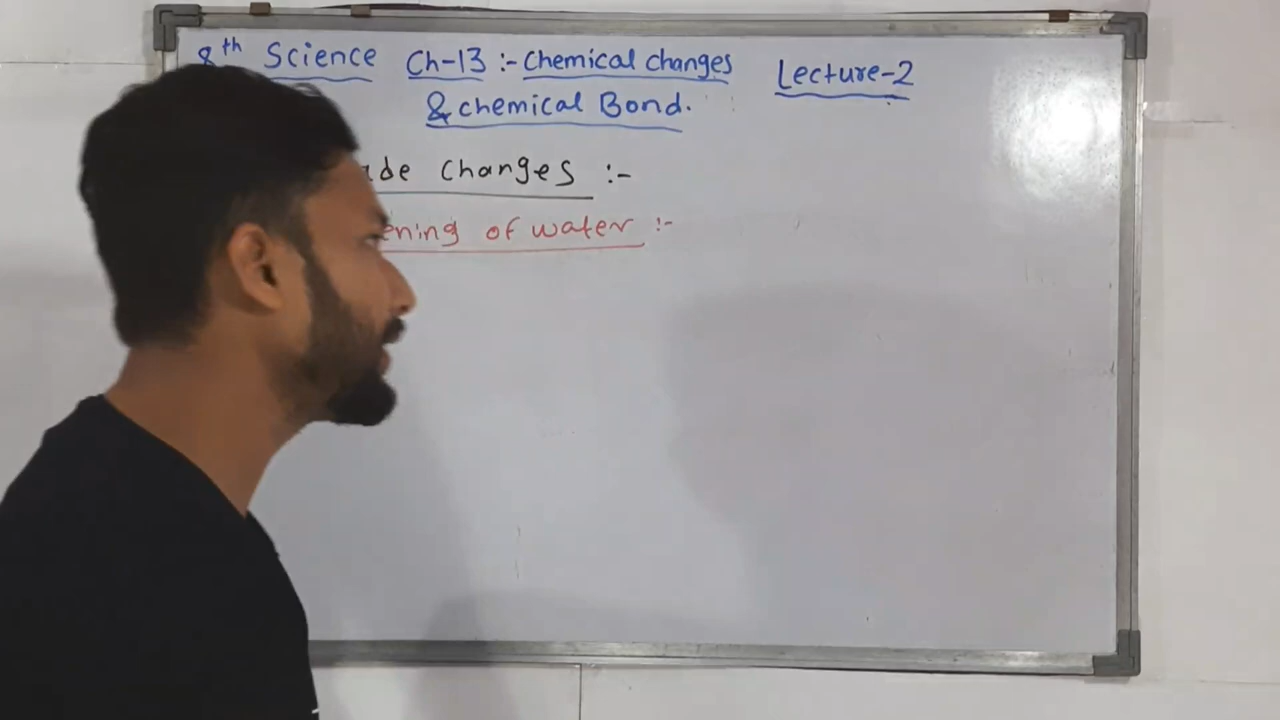 8th Science Ch-13 :- Chemical changes Lecture-2
& chemical Bond.
changes :-
of water :-